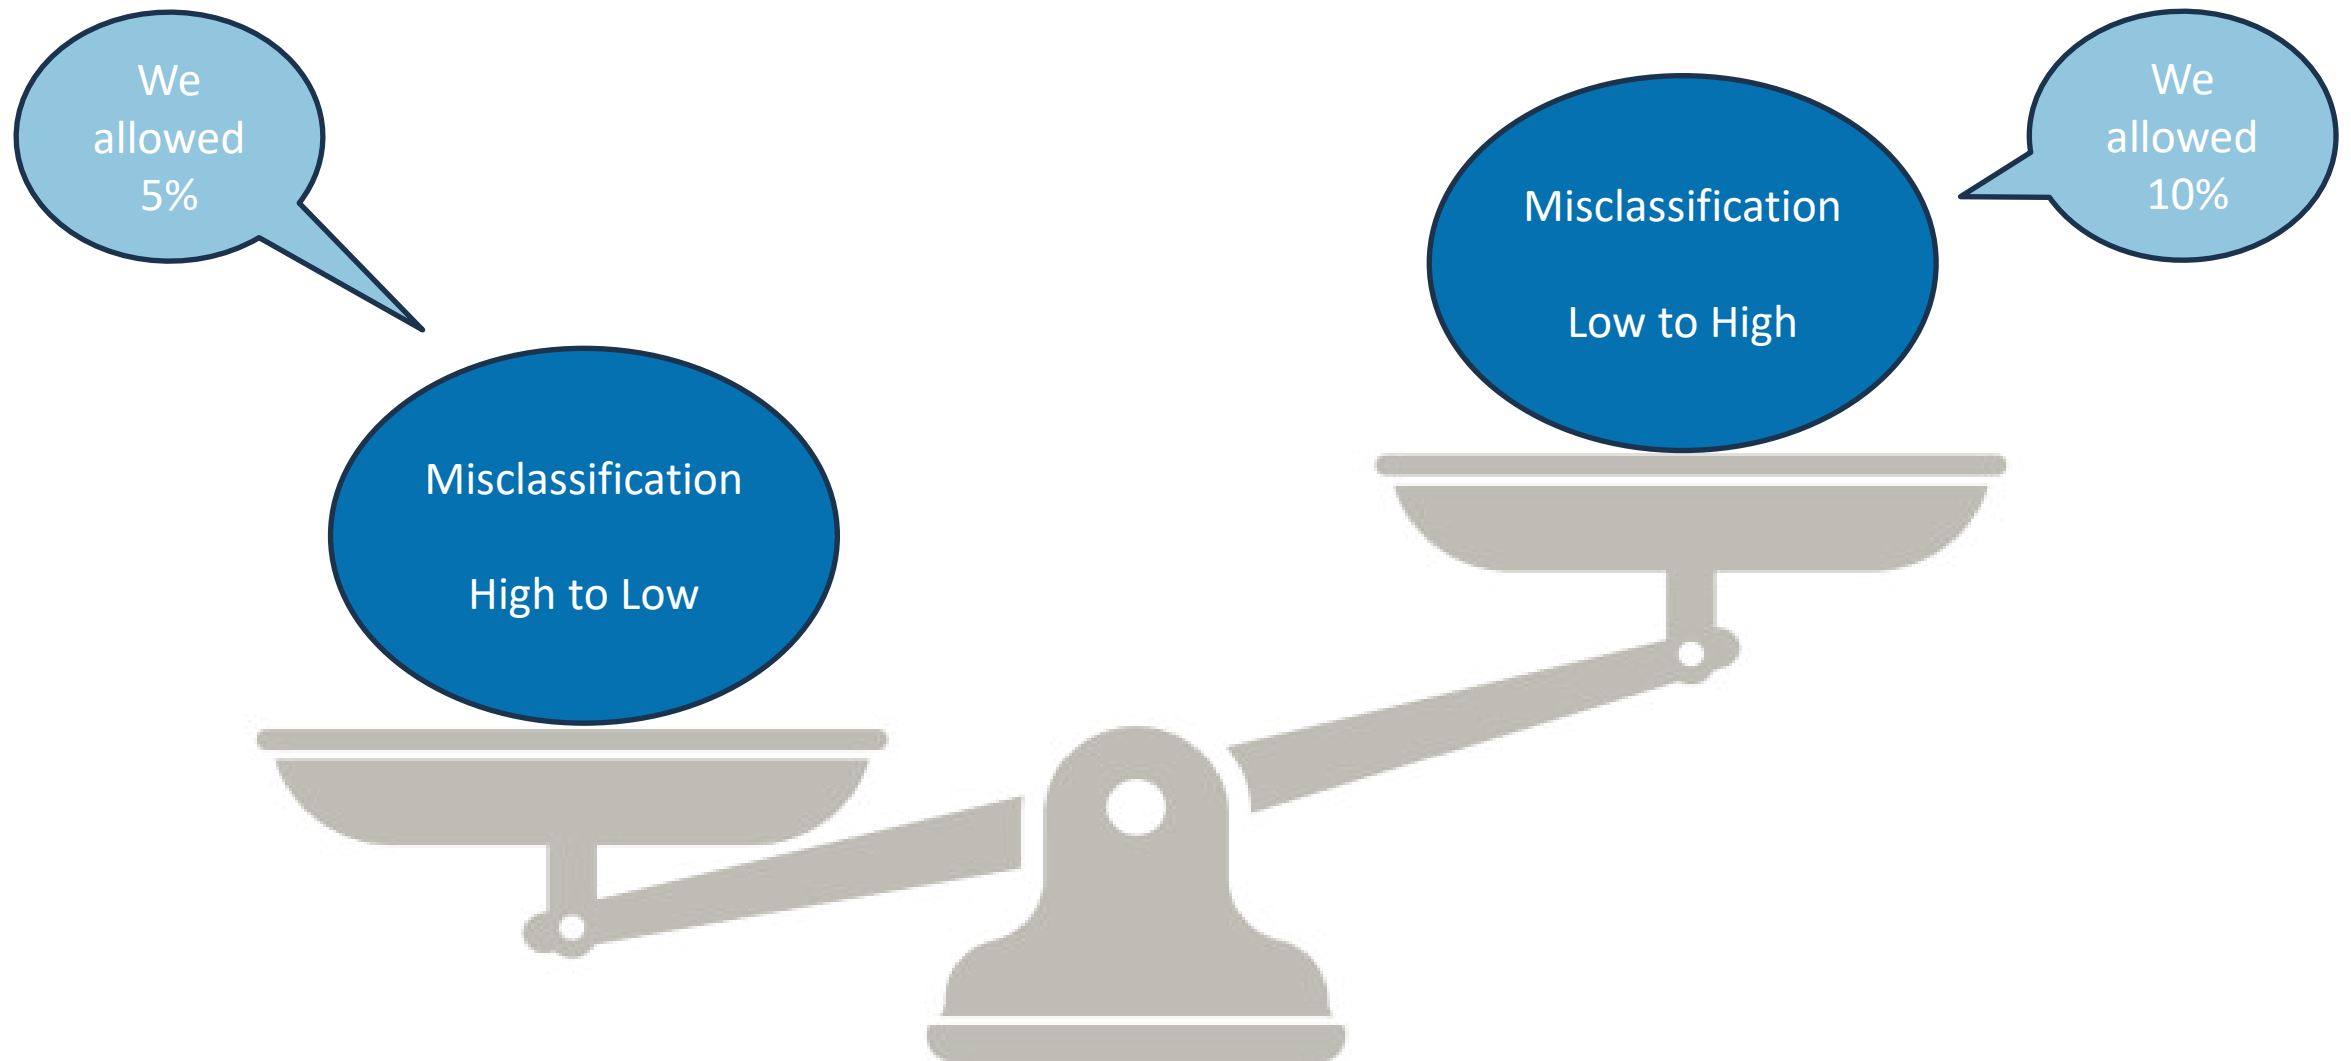 We
allowed
5%
Misclassification
High to Low
Misclassification
Low to High
We
allowed
10%